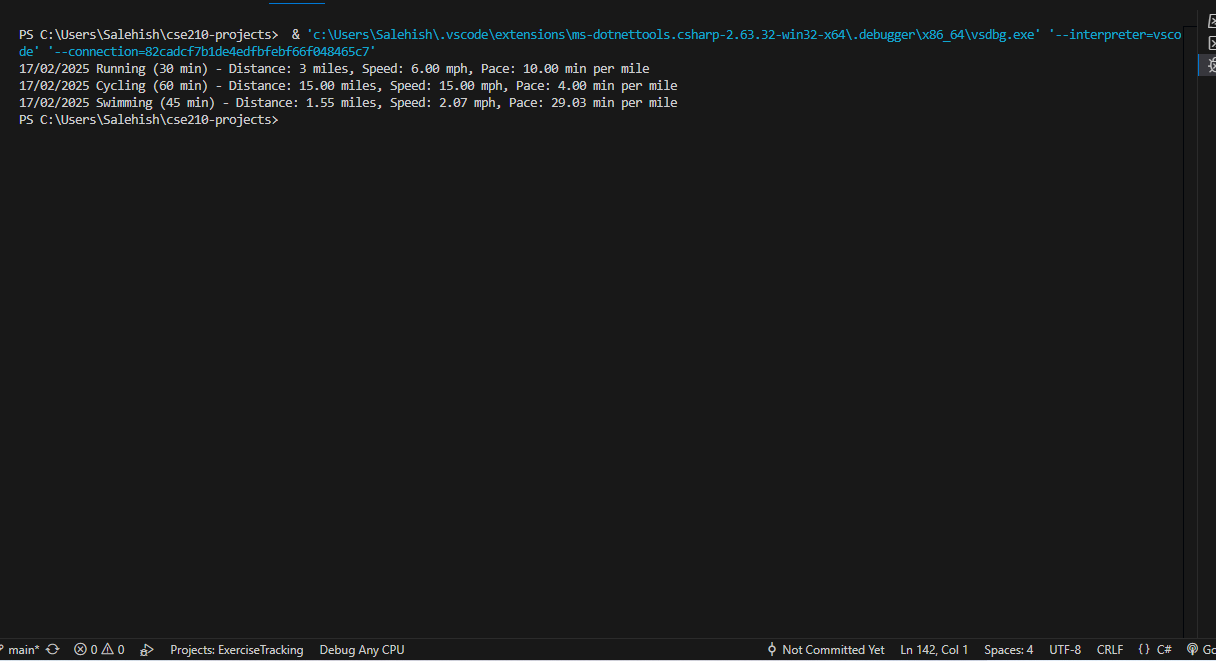 PS C:\Users\Salehish\cse210-projects>  & 'c:\Users\Salehish\.vscode\extensions\ms-dotnettools.csharp-2.63.32-win32-x64\.debugger\x86_64\vsdbg.exe' '--interpreter=vsco
de' '--connection=82cadcf7b1de4edfbfebf66f048465c7'
17/02/2025 Running (30 min) - Distance: 3 miles, Speed: 6.00 mph, Pace: 10.00 min per mile
17/02/2025 Cycling (60 min) - Distance: 15.00 miles, Speed: 15.00 mph, Pace: 4.00 min per mile
17/02/2025 Swimming (45 min) - Distance: 1.55 miles, Speed: 2.07 mph, Pace: 29.03 min per mile
PS C:\Users\Salehish\cse210-projects>
main* 0 0 Projects: ExerciseTracking Debug Any CPU Not Committed Yet Ln 142, Col 1 Spaces: 4 UTF-8 CRLF {} C# Go